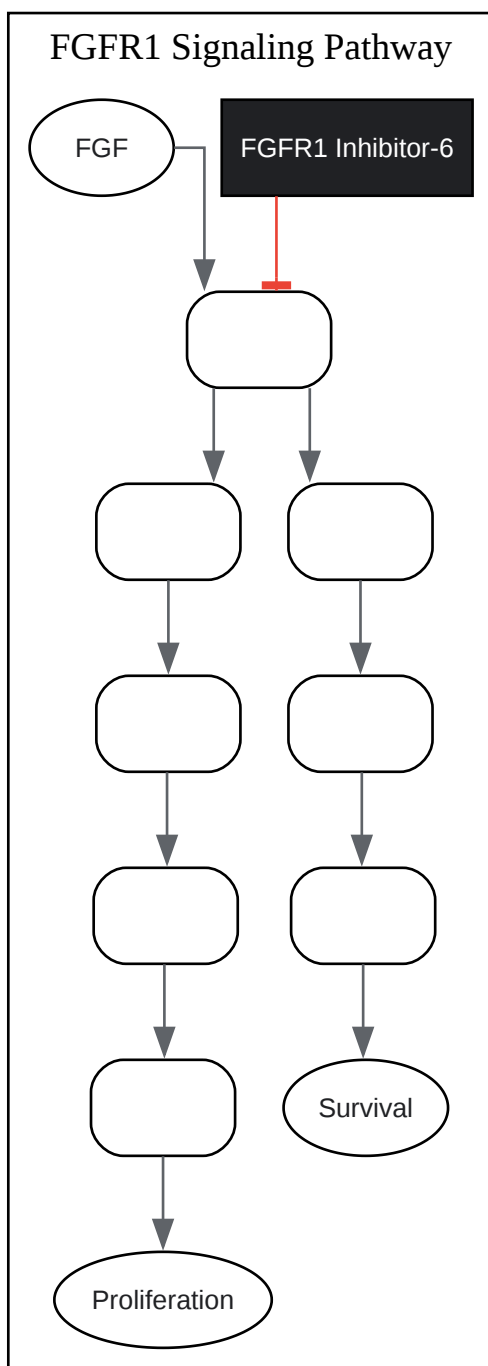 FGFR1 Signaling Pathway
FGF
FGFR1 Inhibitor-6
Survival
Proliferation